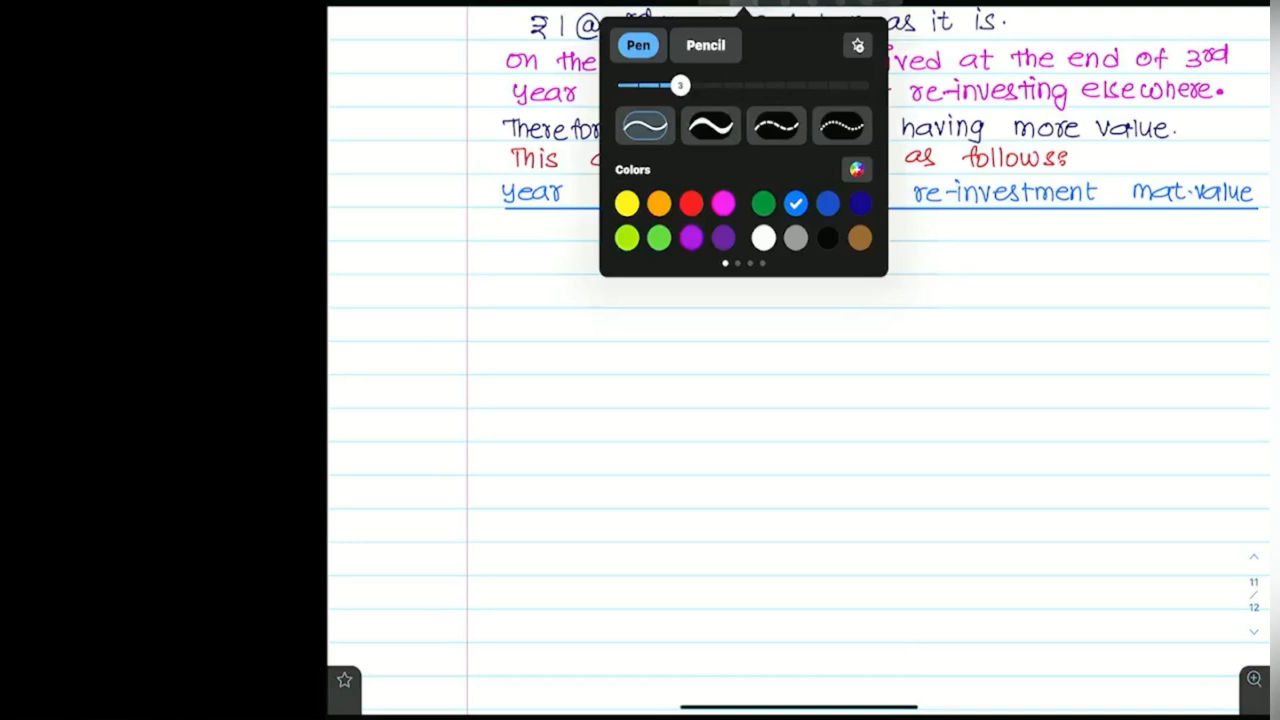 ₹1 @ as it is.
on the ived at the end of 3rd
year re-investing elsewhere.
Therefor having more value.
This as follows:
year re-investment mat.value
Pen Pencil
3
Colors
11
/
12